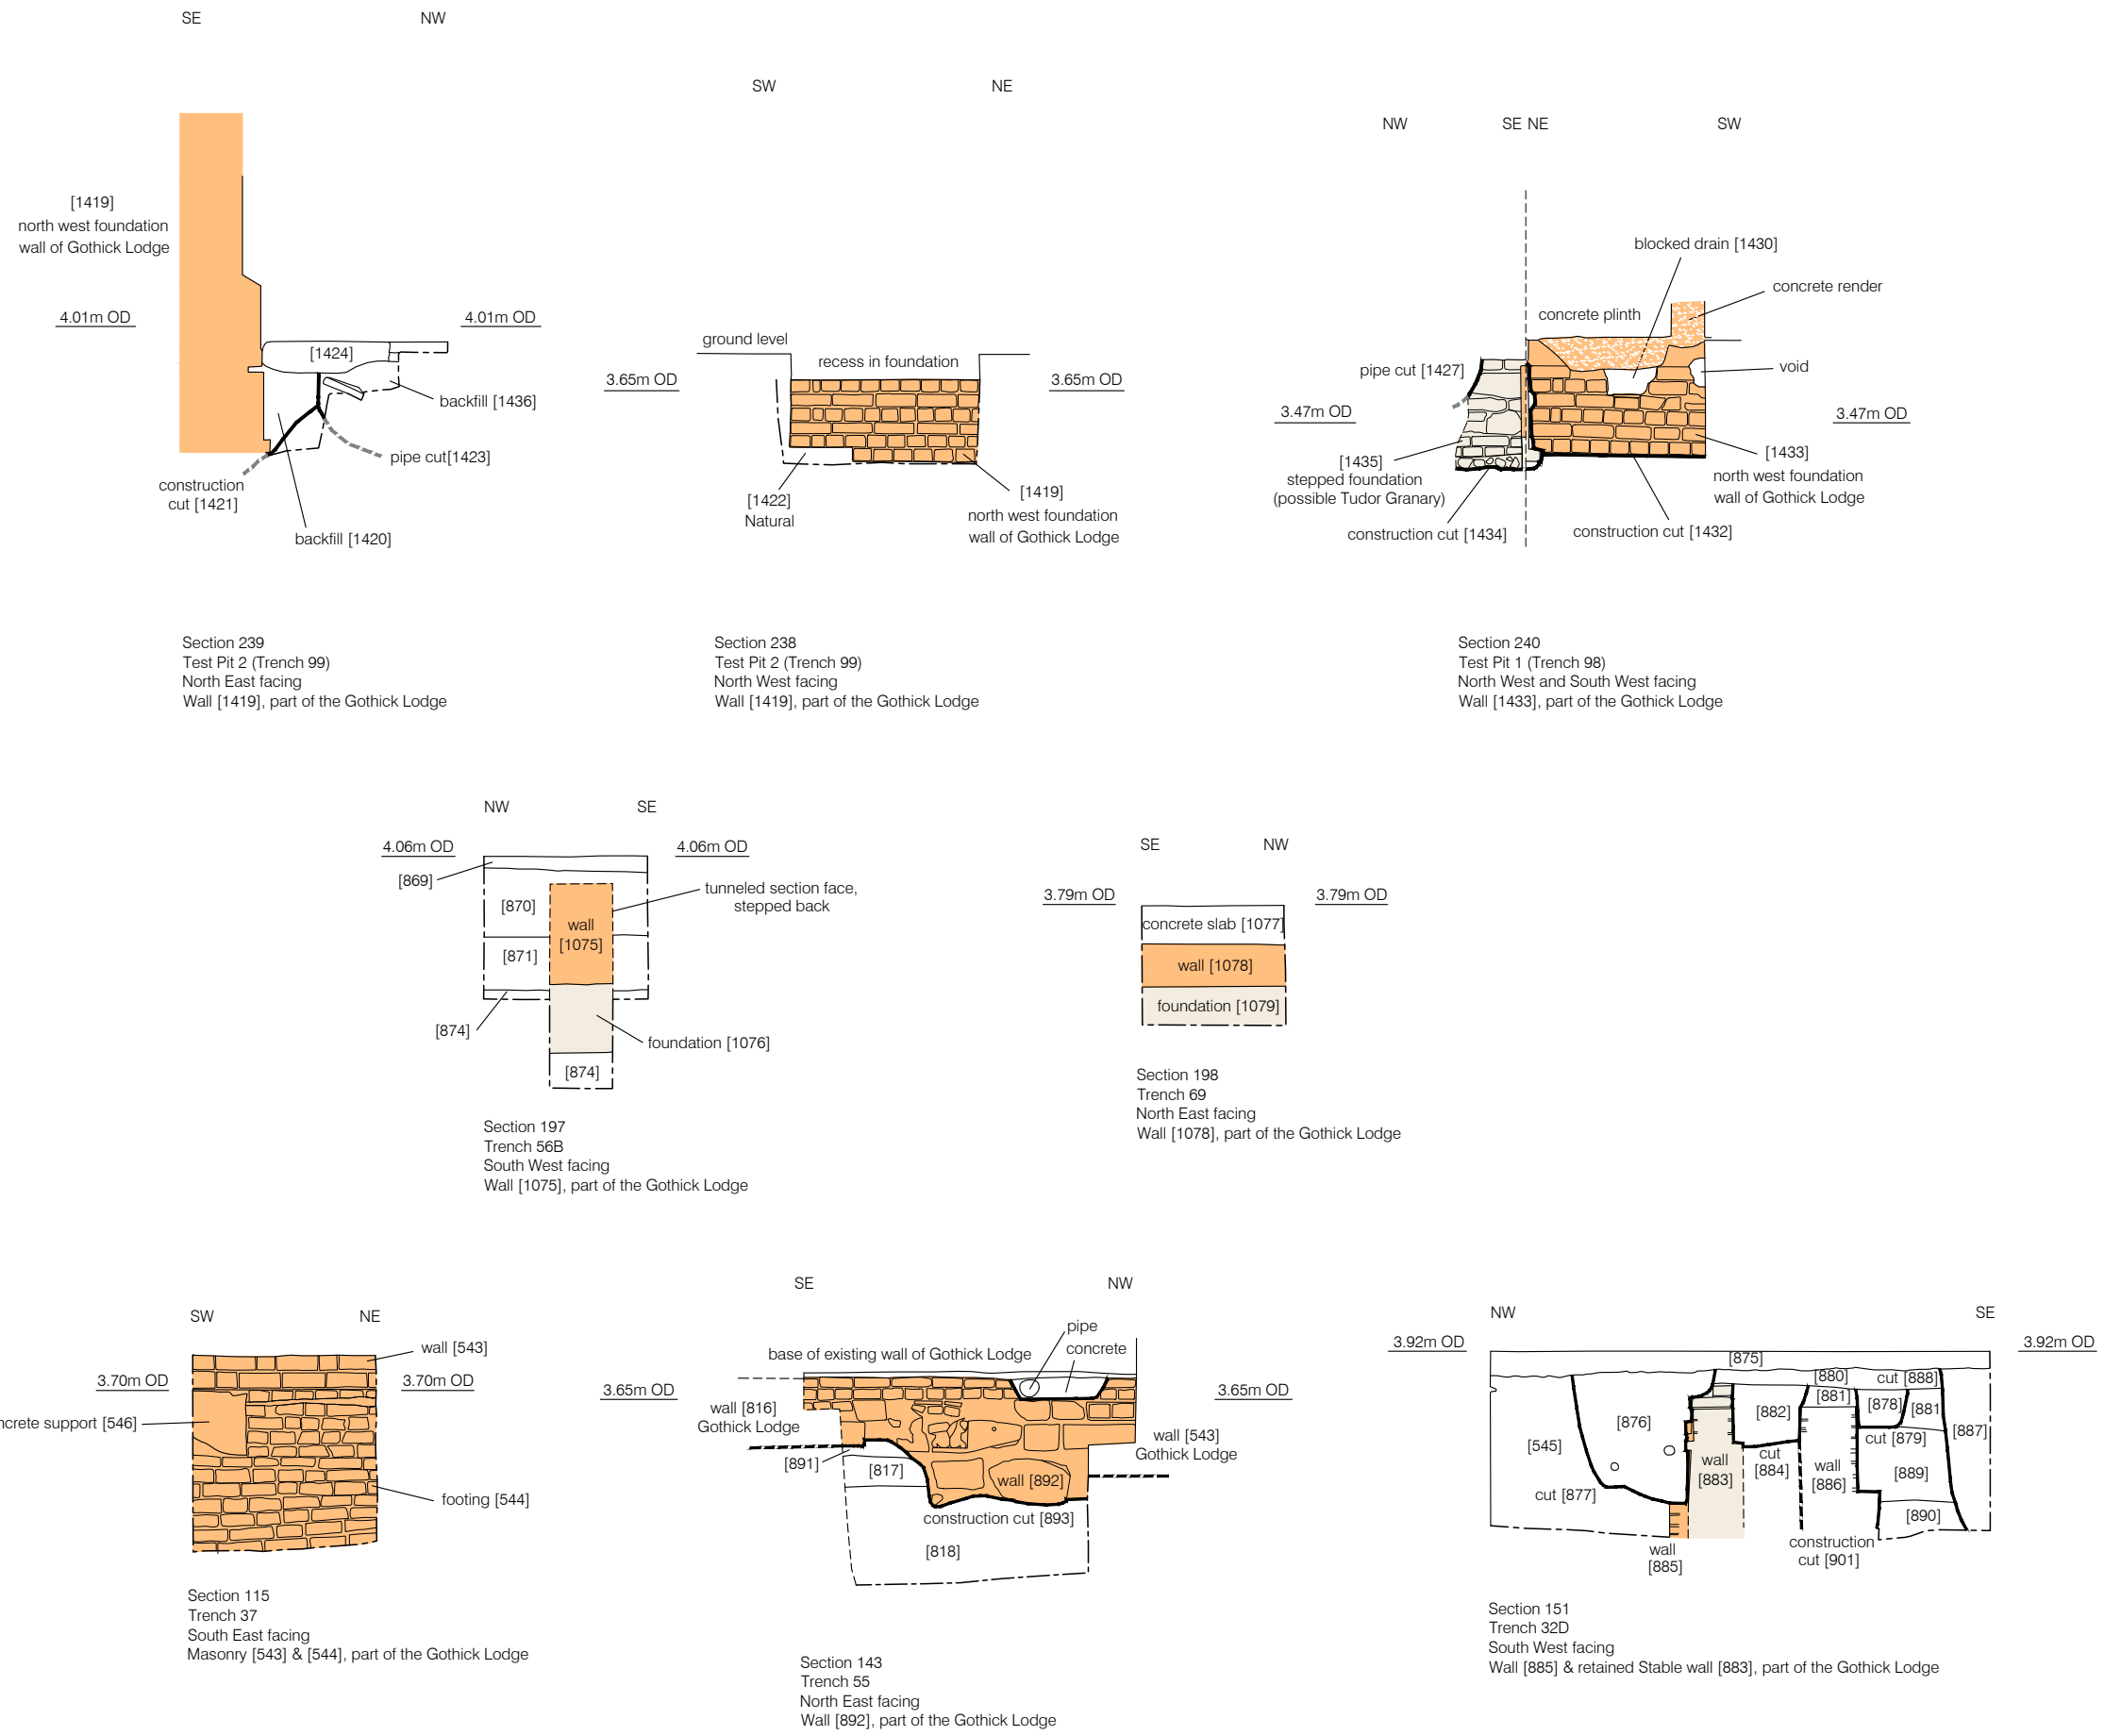 SE NW
[1419]
north west foundation
wall of Gothick Lodge
4.01m OD 4.01m OD
[1424]
backfill [1436]
pipe cut[1423]
construction
cut [1421]
backfill [1420]
Section 239
Test Pit 2 (Trench 99)
North East facing
Wall [1419], part of the Gothick Lodge
SW NE
ground level
recess in foundation
3.65m OD 3.65m OD
[1422]
Natural
[1419]
north west foundation
wall of Gothick Lodge
Section 238
Test Pit 2 (Trench 99)
North West facing
Wall [1419], part of the Gothick Lodge
NW SE NE SW
blocked drain [1430]
concrete render
concrete plinth
pipe cut [1427]
void
3.47m OD 3.47m OD
[1435]
stepped foundation
(possible Tudor Granary)
[1433]
north west foundation
wall of Gothick Lodge
construction cut [1434]
construction cut [1432]
Section 240
Test Pit 1 (Trench 98)
North West and South West facing
Wall [1433], part of the Gothick Lodge
NW SE
4.06m OD 4.06m OD
[869]
tunneled section face,
stepped back
[870]
wall
[1075]
[871]
[874]
foundation [1076]
[874]
Section 197
Trench 56B
South West facing
Wall [1075], part of the Gothick Lodge
SE NW
3.79m OD 3.79m OD
concrete slab [1077]
wall [1078]
foundation [1079]
Section 198
Trench 69
North East facing
Wall [1078], part of the Gothick Lodge
SW NE
wall [543]
3.70m OD 3.70m OD
ncrete support [546]
footing [544]
Section 115
Trench 37
South East facing
Masonry [543] & [544], part of the Gothick Lodge
SE NW
pipe
base of existing wall of Gothick Lodge
concrete
3.65m OD 3.65m OD
wall [816]
Gothick Lodge
wall [543]
Gothick Lodge
[891]
[817]
wall [892]
construction cut [893]
[818]
Section 143
Trench 55
North East facing
Wall [892], part of the Gothick Lodge
NW SE
3.92m OD 3.92m OD
[875]
[880]
cut [888]
[881]
[878]
[881
[876]
[882]
[887]
[545]
cut [879]
wall
[883]
cut
[884]
wall
[886]
[889]
cut [877]
[890]
wall
[885]
construction
cut [901]
Section 151
Trench 32D
South West facing
Wall [885] & retained Stable wall [883], part of the Gothick Lodge